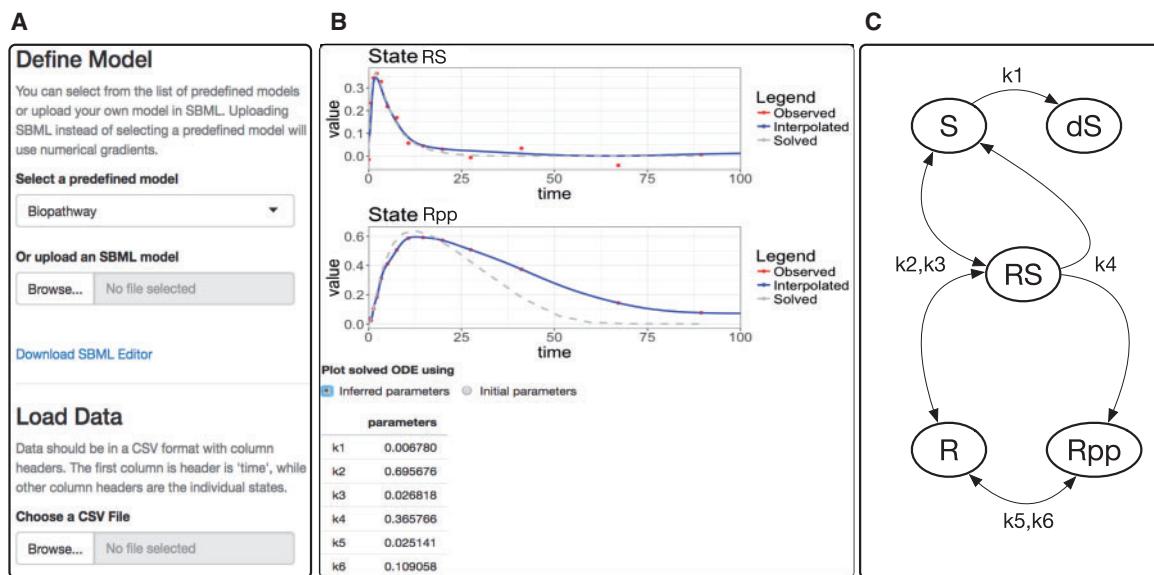 A
Define Model
You can select from the list of predefined models
or upload your own model in SBML. Uploading
SBML instead of selecting a predefined model will
use numerical gradients.
Select a predefined model
Biopathway
Or upload an SBML model
Browse... No file selected
Download SBML Editor
Load Data
Data should be in a CSV format with column
headers. The first column is header is 'time', while
other column headers are the individual states.
Choose a CSV File
Browse... No file selected
B
State RS
value
0.3
0.2
0.1
0.0
0 25 50 75 100
time
Legend
Observed
Interpolated
Solved
State Rpp
value
0.6
0.4
0.2
0.0
0 25 50 75 100
time
Legend
Observed
Interpolated
Solved
Plot solved ODE using
Inferred parameters Initial parameters
parameters
k1 0.006780
k2 0.695676
k3 0.026818
k4 0.365766
k5 0.025141
k6 0.109058
C
k1
S
dS
k2,k3
RS
k4
R
Rpp
k5,k6